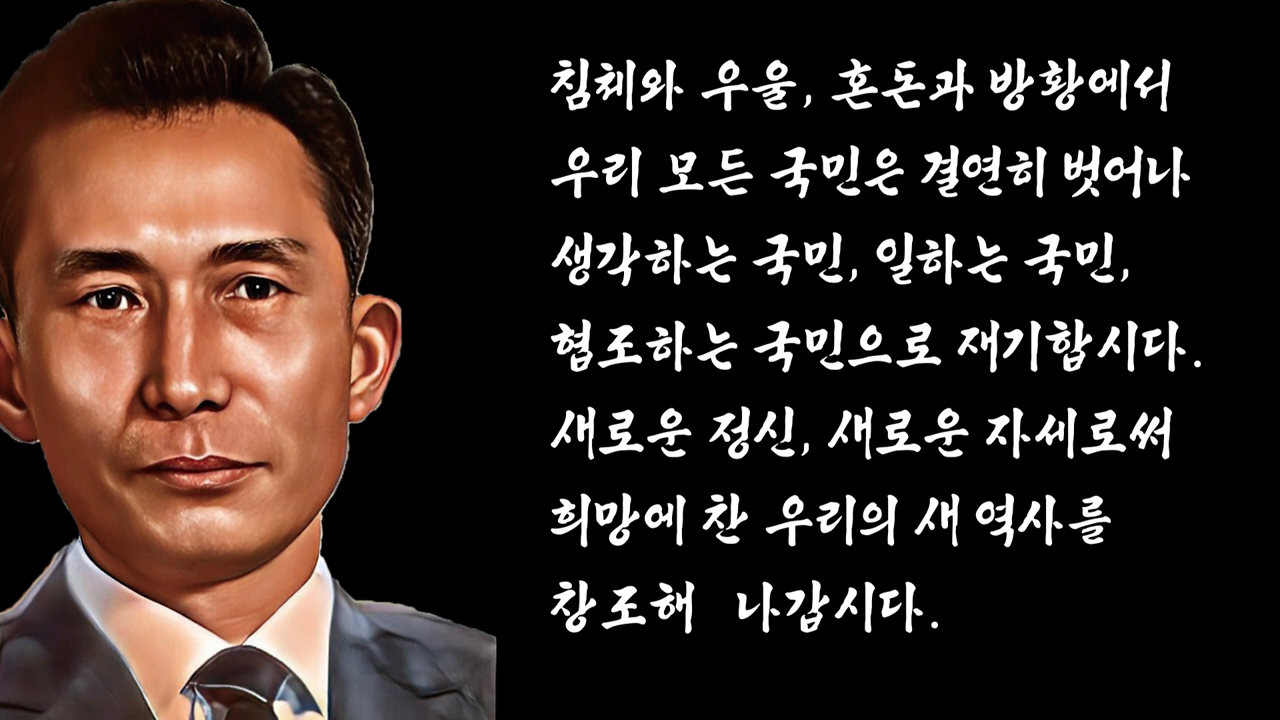 침체와 우울, 혼돈과 방황에서
우리 모든 국민은 결연히 벗어나
생각하는 국민, 일하는 국민,
협조하는 국민으로 재기합시다.
새로운 정신, 새로운 자세로써
희망에 찬 우리의 새 역사를
창조해 나갑시다.